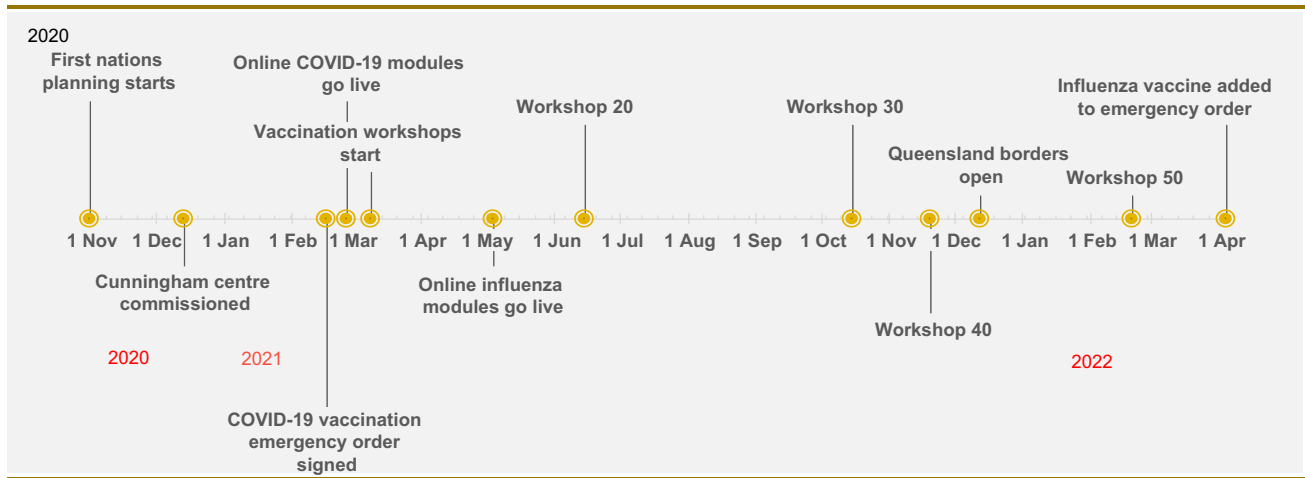 2020
First nations
planning starts
Online COVID-19 modules
go live
Vaccination workshops
start
Workshop 20
Workshop 30
Queensland borders
open
Workshop 50
Influenza vaccine added
to emergency order
1 Nov 1 Dec 1 Jan 1 Feb 1 Mar 1 Apr 1 May 1 Jun 1 Jul 1 Aug 1 Sep 1 Oct 1 Nov 1 Dec 1 Jan 1 Feb 1 Mar 1 Apr
Cunningham centre
commissioned
Online influenza
modules go live
Workshop 40
2020 2021 2022
COVID-19 vaccination
emergency order
signed